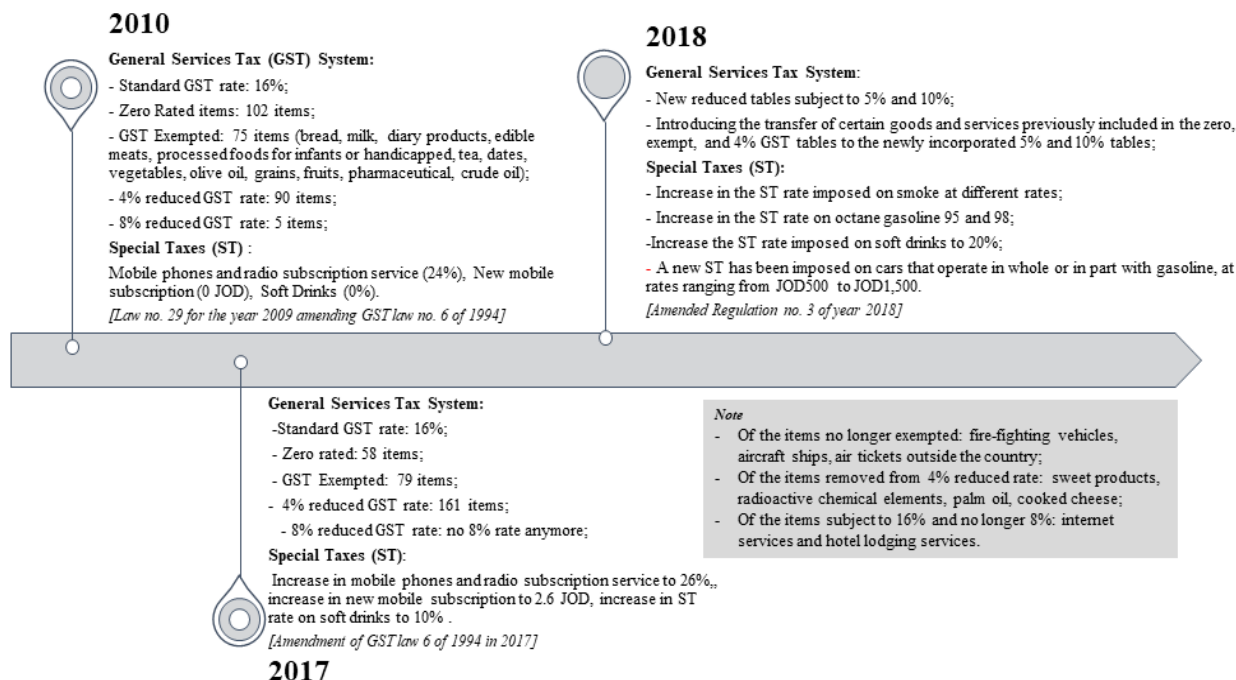 2010
General Services Tax (GST) System:
- Standard GST rate: 16%;
- Zero Rated items: 102 items;
- GST Exempted: 75 items (bread, milk, diary products, edible
meats, processed foods for infants or handicapped, tea, dates,
vegetables, olive oil, grains, fruits, pharmaceutical, crude oil);
- 4% reduced GST rate: 90 items;
- 8% reduced GST rate: 5 items;
Special Taxes (ST) :
Mobile phones and radio subscription service (24%), New mobile
subscription (0 JOD), Soft Drinks (0%).
[Law no. 29 for the year 2009 amending GST law no. 6 of 1994]
2018
General Services Tax System:
- New reduced tables subject to 5% and 10%;
- Introducing the transfer of certain goods and services previously included in the zero,
exempt, and 4% GST tables to the newly incorporated 5% and 10% tables;
Special Taxes (ST):
- Increase in the ST rate imposed on smoke at different rates;
- Increase in the ST rate on octane gasoline 95 and 98;
-Increase the ST rate imposed on soft drinks to 20%;
- A new ST has been imposed on cars that operate in whole or in part with gasoline, at
rates ranging from JOD500 to JOD1,500.
[Amended Regulation no. 3 of year 2018]
General Services Tax System:
-Standard GST rate: 16%;
- Zero rated: 58 items;
- GST Exempted: 79 items;
- 4% reduced GST rate: 161 items;
- 8% reduced GST rate: no 8% rate anymore;
Special Taxes (ST):
Increase in mobile phones and radio subscription service to 26%,,
increase in new mobile subscription to 2.6 JOD, increase in ST
rate on soft drinks to 10% .
[Amendment of GST law 6 of 1994 in 2017]
2017
Note
- Of the items no longer exempted: fire-fighting vehicles,
aircraft ships, air tickets outside the country;
- Of the items removed from 4% reduced rate: sweet products,
radioactive chemical elements, palm oil, cooked cheese;
- Of the items subject to 16% and no longer 8%: internet
services and hotel lodging services.